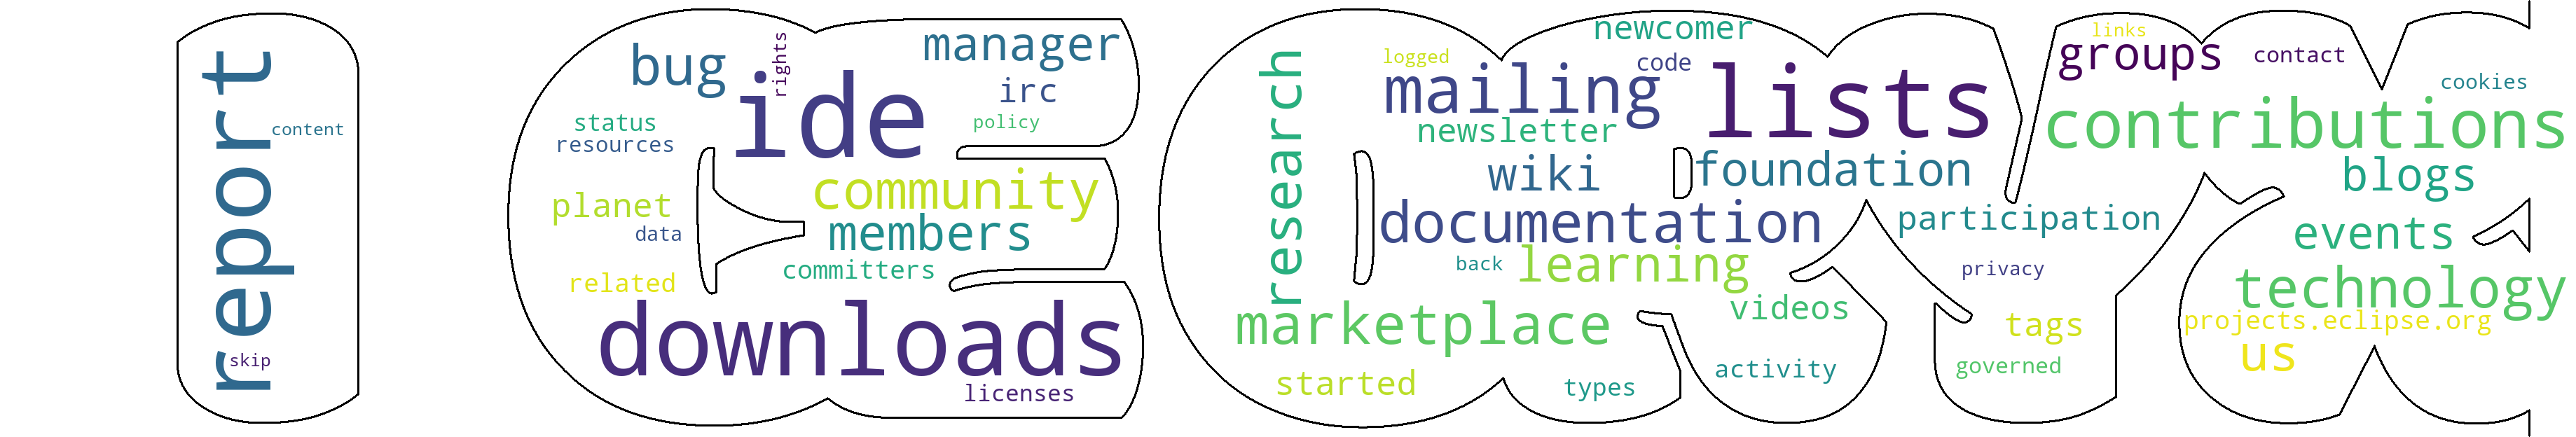 report
content
skip
bug
rights
manager
ide
irc
status
policy
resources
community
planet
members
data
committers
related
downloads
licenses
research
logged
newcomer
code
mailing
lists
newsletter
wiki
foundation
documentation
back
learning
marketplace
videos
started
types
activity
links
groups
contact
cookies
contributions
blogs
participation
events
privacy
technology
tags
projects.eclipse.org
governed
us